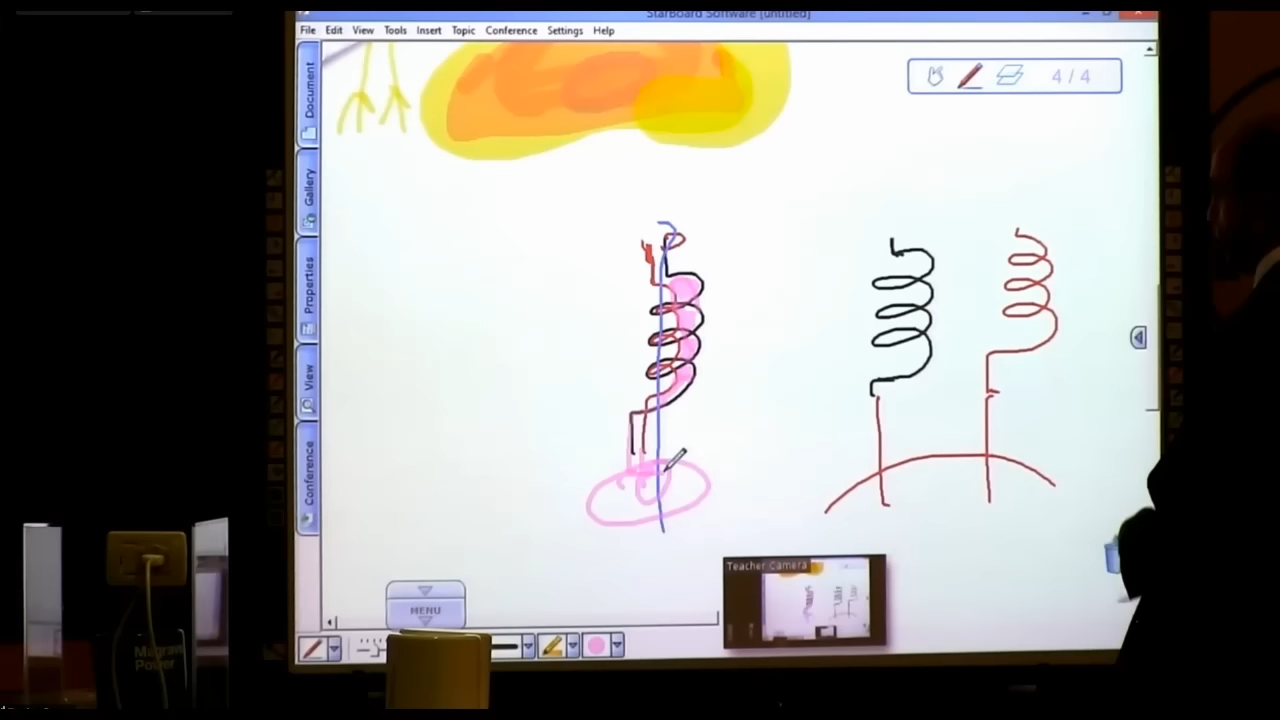 StarBoard Software [untitled]
File Edit View Tools Insert Topic Conference Settings Help
Document
Gallery
Properties
View
Conference
4 / 4
Teacher Camera
MENU
Power